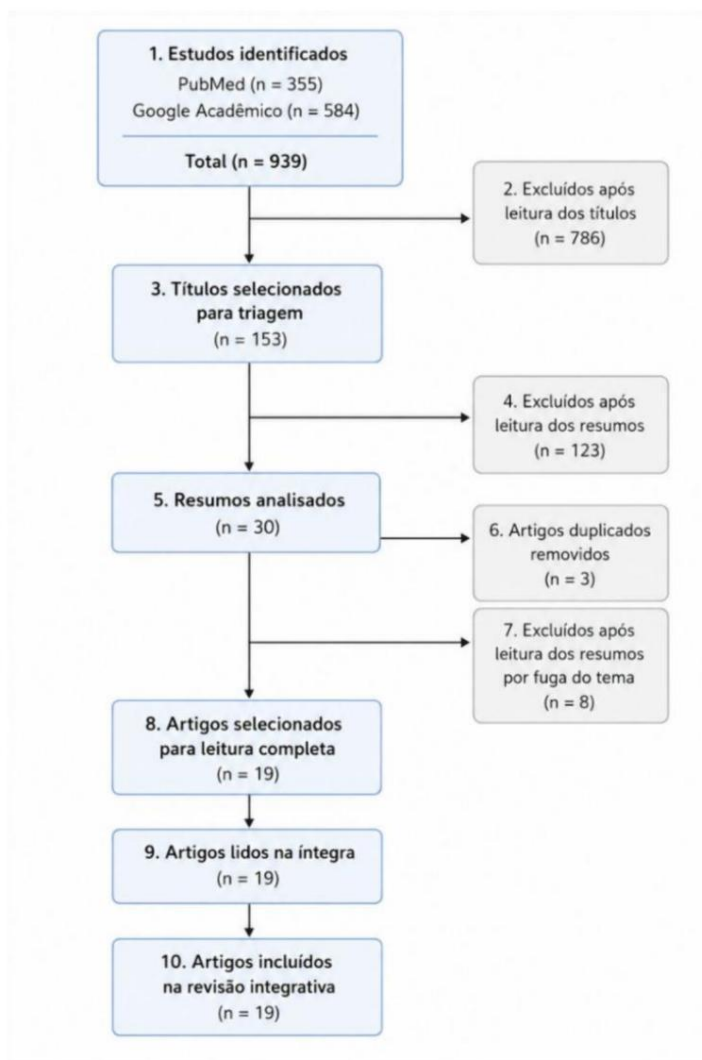 1. Estudos identificados
PubMed (n = 355)
Google Acadêmico (n = 584)
Total (n = 939)
2. Excluídos após
leitura dos títulos
(n = 786)
3. Títulos selecionados
para triagem
(n = 153)
4. Excluídos após
leitura dos resumos
(n = 123)
5. Resumos analisados
(n = 30)
6. Artigos duplicados
removidos
(n = 3)
7. Excluídos após
leitura dos resumos
por fuga do tema
(n = 8)
8. Artigos selecionados
para leitura completa
(n = 19)
9. Artigos lidos na íntegra
(n = 19)
10. Artigos incluídos
na revisão integrativa
(n = 19)